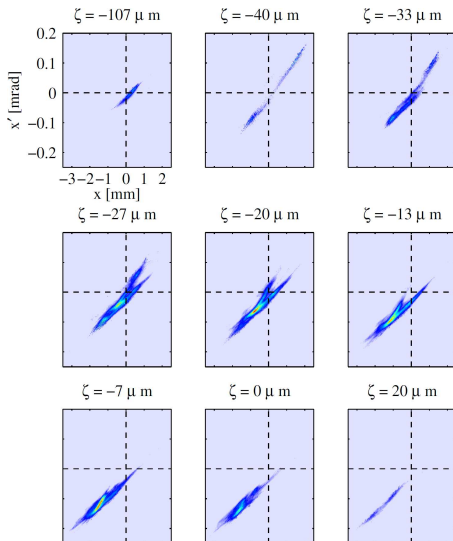 ζ = −107 μ m
ζ = −40 μ m
ζ = −33 μ m
0.2
0.1
0
−0.1
−0.2
x′ [mrad]
−3 −2 −1 0 1 2
x [mm]
ζ = −27 μ m
ζ = −20 μ m
ζ = −13 μ m
ζ = −7 μ m
ζ = 0 μ m
ζ = 20 μ m